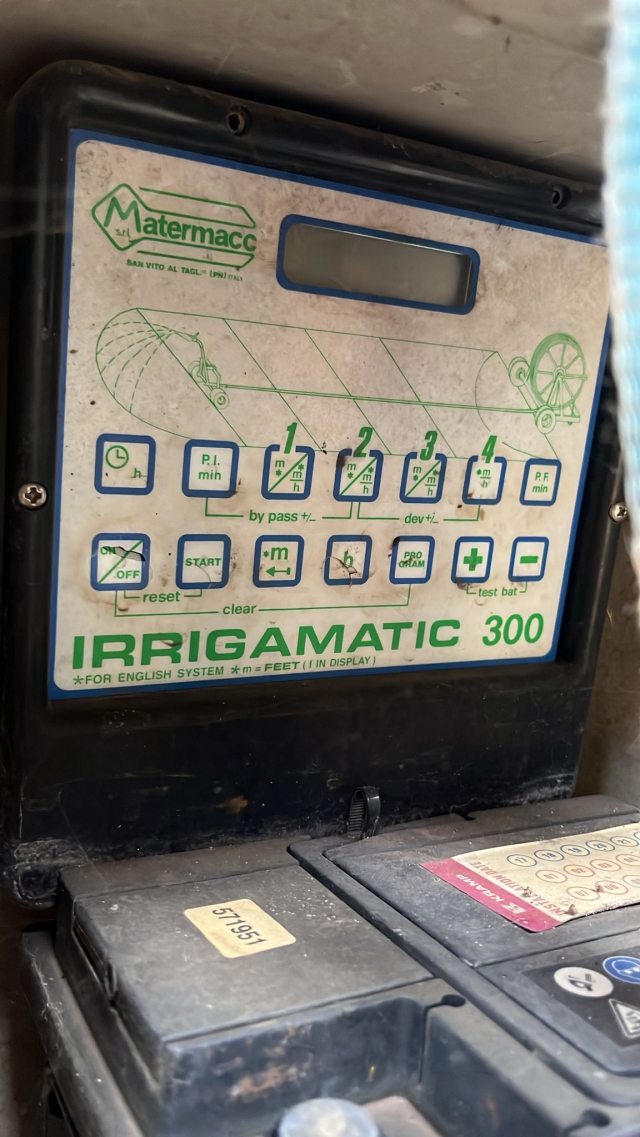 Matermacc
s.r.l.
SAN VITO AL TAGL.- (PN) ITALY
1 2 3 4
h
P.I.
min
m * * m
h
m * * m
h
m * * m
h
*m
h
P.F.
min
by pass +/_
dev +/_
ON
OFF
START
*m
h
PRO
GRAM
+
-
reset
test bat
clear
IRRIGAMATIC 300
*FOR ENGLISH SYSTEM *m = FEET (f IN DISPLAY)
KRAMP
571951